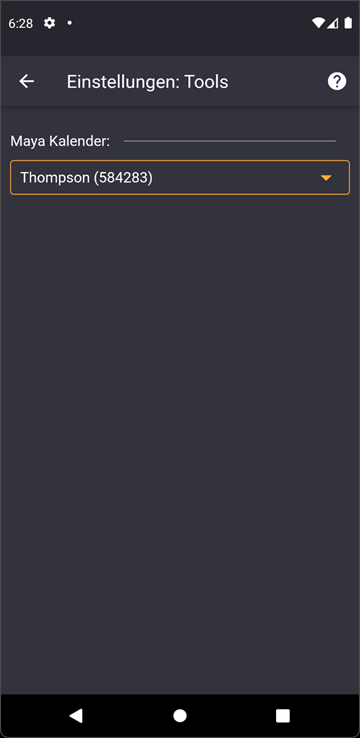 6:28
Einstellungen: Tools
Maya Kalender:
Thompson (584283)